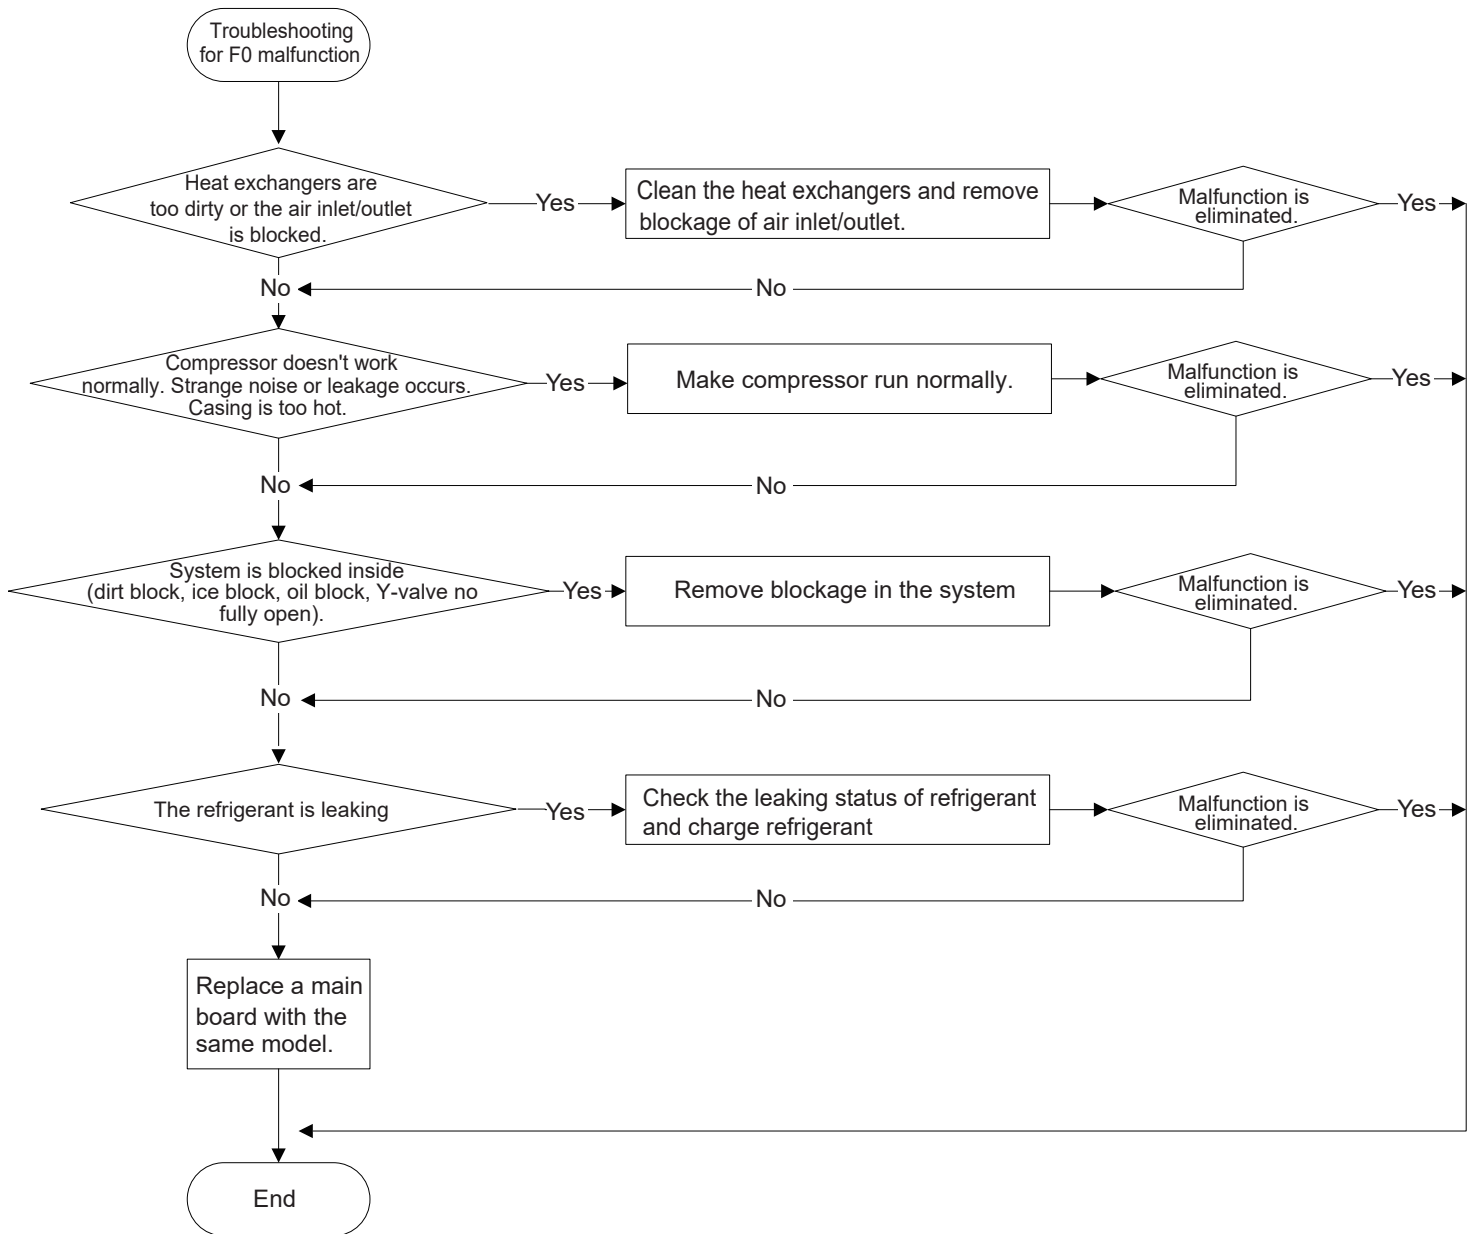 Troubleshooting
for F0 malfunction
Heat exchangers are
too dirty or the air inlet/outlet
is blocked.
Yes
Clean the heat exchangers and remove
blockage of air inlet/outlet.
Malfunction is
eliminated.
Yes
No
No
Compressor doesn't work
normally. Strange noise or leakage occurs.
Casing is too hot.
Yes
Make compressor run normally.
Malfunction is
eliminated.
Yes
No
No
System is blocked inside
(dirt block, ice block, oil block, Y-valve no
fully open).
Yes
Remove blockage in the system
Malfunction is
eliminated.
Yes
No
No
The refrigerant is leaking
Yes
Check the leaking status of refrigerant
and charge refrigerant
Malfunction is
eliminated.
Yes
No
No
Replace a main
board with the
same model.
End